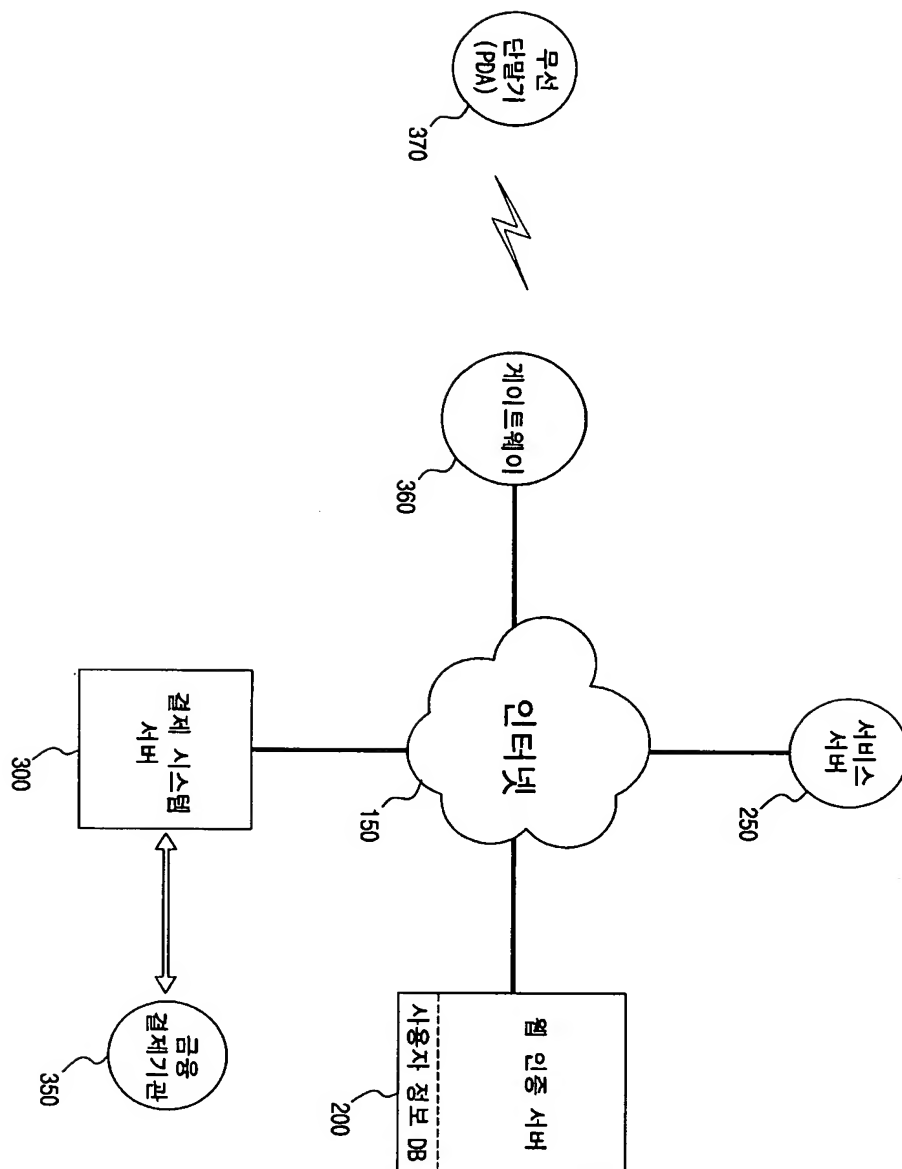 무선
단말기
(PDA)
370
게이트웨이
360
인터넷
150
서비스
서버
250
결제 시스템
서버
300
금융
결제기관
350
웹 인증 서버
사용자 정보 DB
200